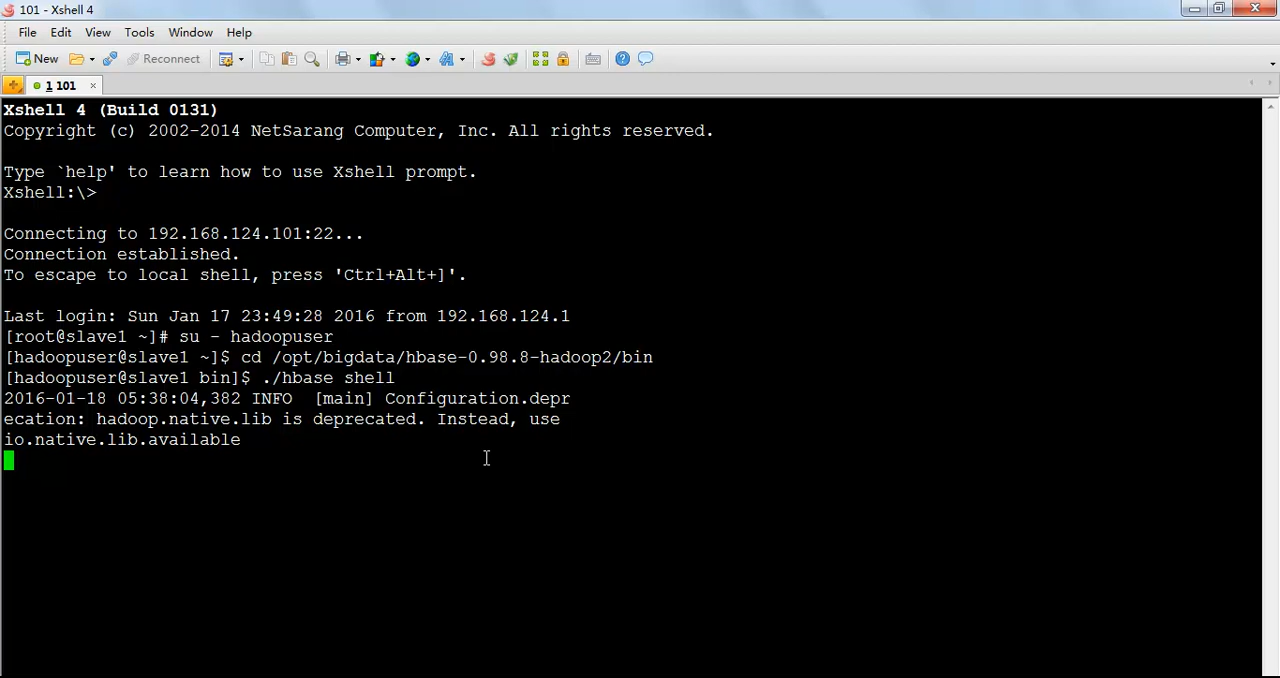 101 - Xshell 4
File Edit View Tools Window Help
New Reconnect
1 101
Xshell 4 (Build 0131)
Copyright (c) 2002-2014 NetSarang Computer, Inc. All rights reserved.
Type `help' to learn how to use Xshell prompt.
Xshell:\>
Connecting to 192.168.124.101:22...
Connection established.
To escape to local shell, press 'Ctrl+Alt+]'.
Last login: Sun Jan 17 23:49:28 2016 from 192.168.124.1
[root@slave1 ~]# su - hadoopuser
[hadoopuser@slave1 ~]$ cd /opt/bigdata/hbase-0.98.8-hadoop2/bin
[hadoopuser@slave1 bin]$ ./hbase shell
2016-01-18 05:38:04,382 INFO  [main] Configuration.depr
ecation: hadoop.native.lib is deprecated. Instead, use
io.native.lib.available